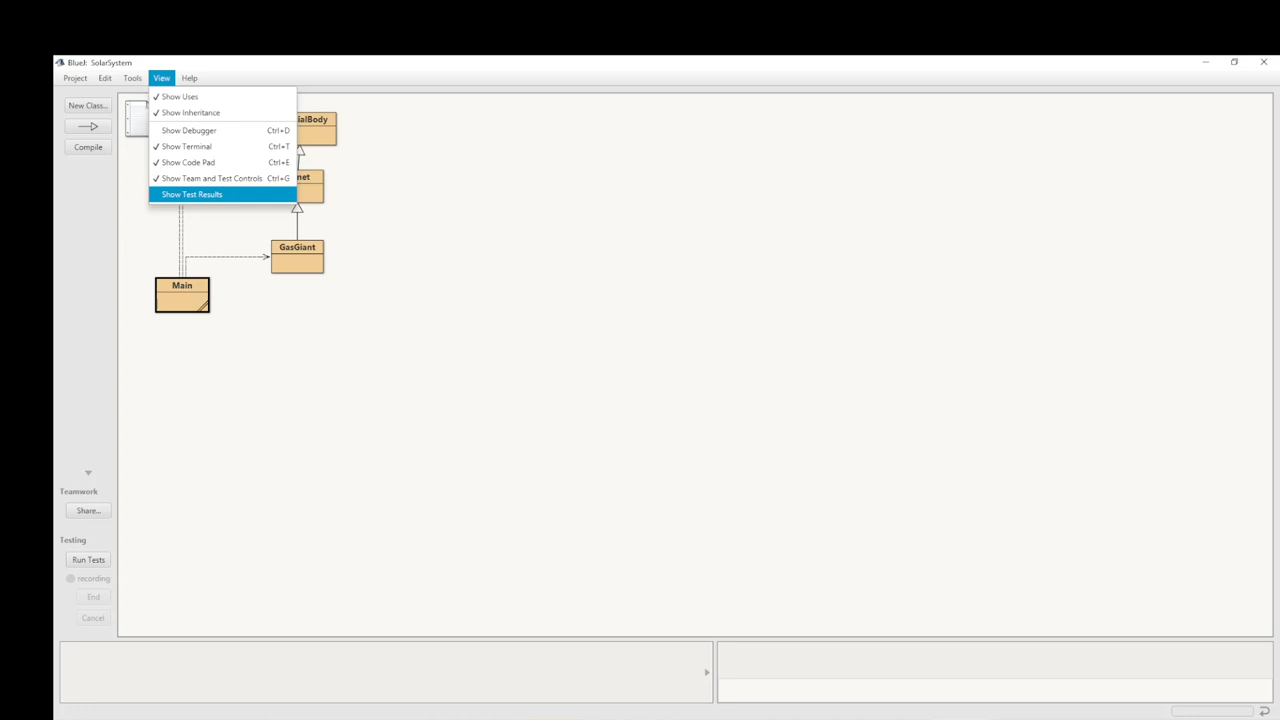 BlueJ: SolarSystem
Project Edit Tools View Help
New Class...
Compile
Show Uses
Show Inheritance
Show Debugger Ctrl+D
Show Terminal Ctrl+T
Show Code Pad Ctrl+E
Show Team and Test Controls Ctrl+G
Show Test Results
ialBody
net
GasGiant
Main
Teamwork
Share...
Testing
Run Tests
recording
End
Cancel